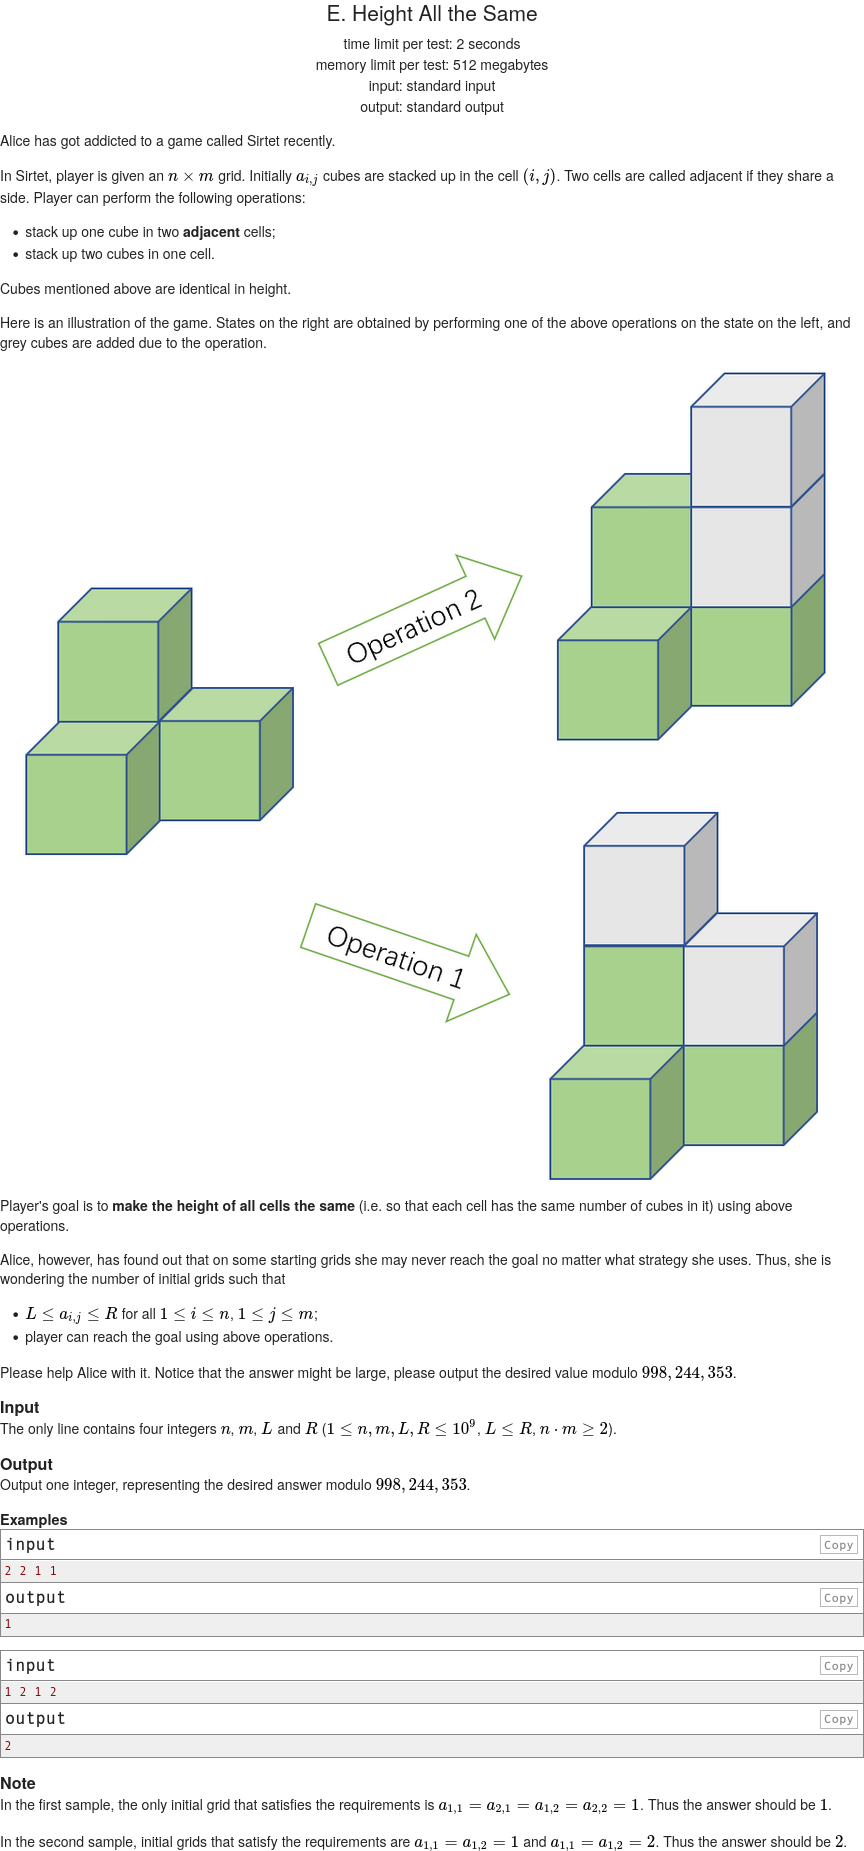 E. Height All the Same
time limit per test: 2 seconds
memory limit per test: 512 megabytes
input: standard input
output: standard output
Alice has got addicted to a game called Sirtet recently.
In Sirtet, player is given an n × m grid. Initially a_{i,j} cubes are stacked up in the cell (i, j). Two cells are called adjacent if they share a
side. Player can perform the following operations:
• stack up one cube in two adjacent cells;
• stack up two cubes in one cell.
Cubes mentioned above are identical in height.
Here is an illustration of the game. States on the right are obtained by performing one of the above operations on the state on the left, and
grey cubes are added due to the operation.
Operation 2
Operation 1
Player's goal is to make the height of all cells the same (i.e. so that each cell has the same number of cubes in it) using above
operations.
Alice, however, has found out that on some starting grids she may never reach the goal no matter what strategy she uses. Thus, she is
wondering the number of initial grids such that
• L ≤ a_{i,j} ≤ R for all 1 ≤ i ≤ n, 1 ≤ j ≤ m;
• player can reach the goal using above operations.
Please help Alice with it. Notice that the answer might be large, please output the desired value modulo 998, 244, 353.
Input
The only line contains four integers n, m, L and R (1 ≤ n, m, L, R ≤ 10^9, L ≤ R, n · m ≥ 2).
Output
Output one integer, representing the desired answer modulo 998, 244, 353.
Examples
input Copy
2 2 1 1
output Copy
1
input Copy
1 2 1 2
output Copy
2
Note
In the first sample, the only initial grid that satisfies the requirements is a_{1,1} = a_{2,1} = a_{1,2} = a_{2,2} = 1. Thus the answer should be 1.
In the second sample, initial grids that satisfy the requirements are a_{1,1} = a_{1,2} = 1 and a_{1,1} = a_{1,2} = 2. Thus the answer should be 2.